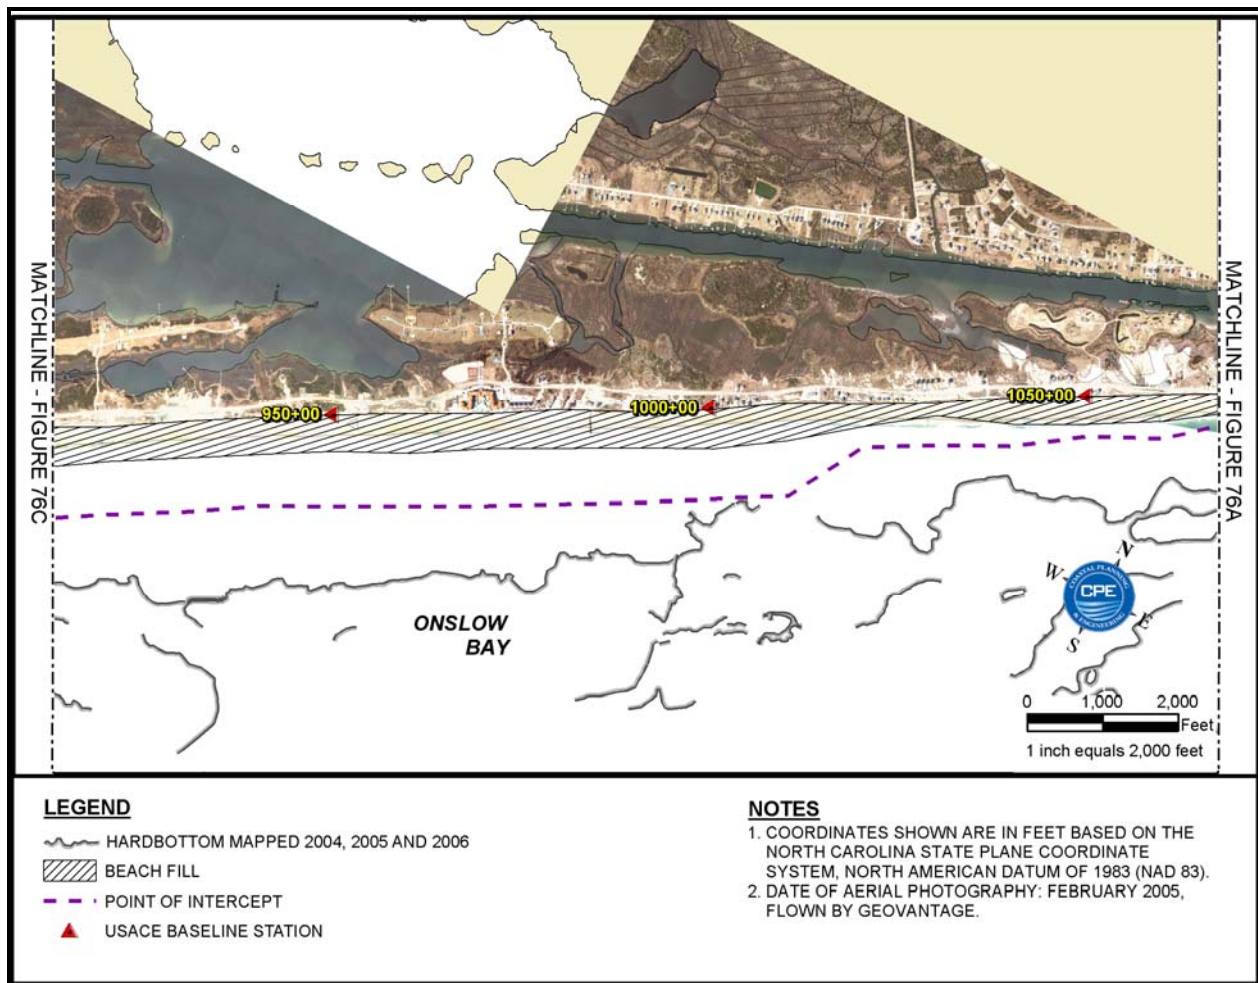 MATCHLINE - FIGURE 76C
MATCHLINE - FIGURE 76A
950+00
1000+00
1050+00
ONSLOW
BAY
N
W
E
S
COASTAL PLANNING
CPE
& ENGINEERING
0 1,000 2,000
Feet
1 inch equals 2,000 feet
LEGEND
HARDBOTTOM MAPPED 2004, 2005 AND 2006
BEACH FILL
POINT OF INTERCEPT
USACE BASELINE STATION
NOTES
1. COORDINATES SHOWN ARE IN FEET BASED ON THE
NORTH CAROLINA STATE PLANE COORDINATE
SYSTEM, NORTH AMERICAN DATUM OF 1983 (NAD 83).
2. DATE OF AERIAL PHOTOGRAPHY: FEBRUARY 2005,
FLOWN BY GEOVANTAGE.